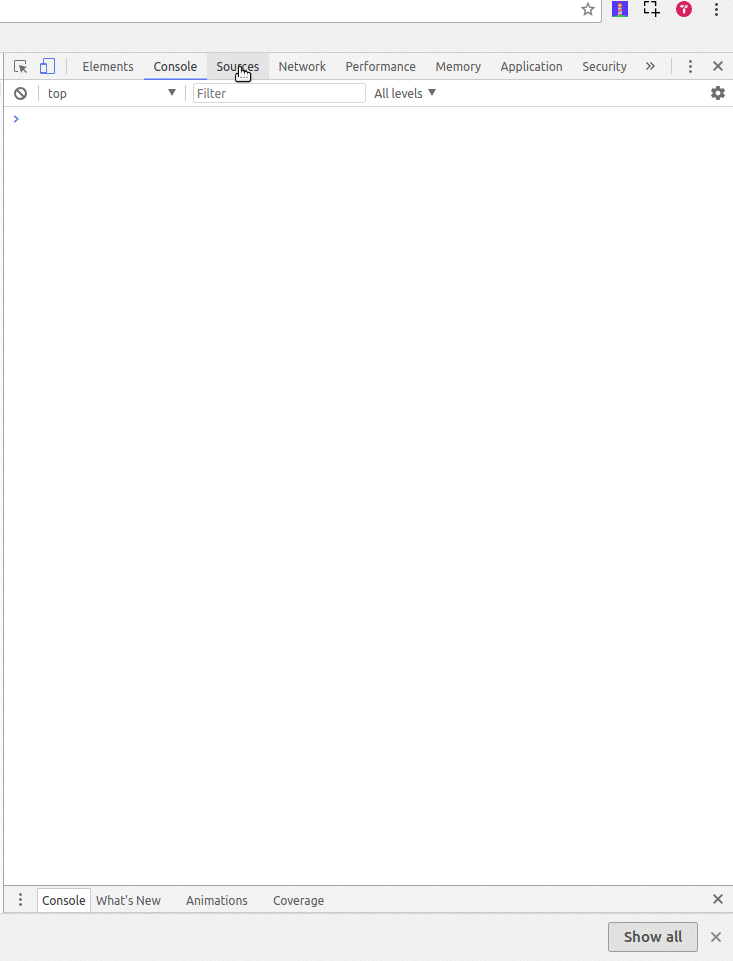 Elements Console Sources Network Performance Memory Application Security »
top ▼ Filter All levels ▼
›
Console What's New Animations Coverage
Show all